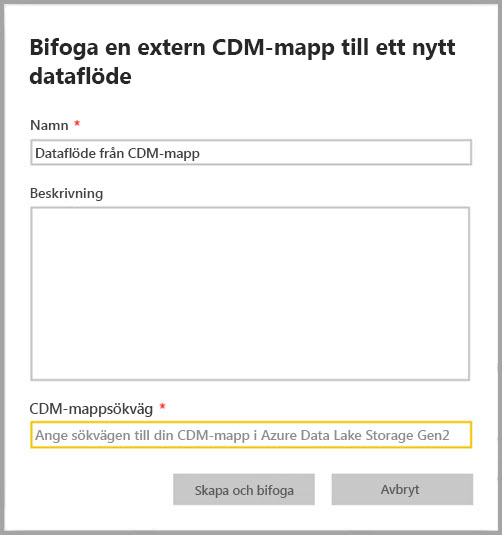 Bifoga en extern CDM-mapp till ett nytt
dataflöde
Namn *
Dataflöde från CDM-mapp
Beskrivning
CDM-mappsökväg *
Ange sökvägen till din CDM-mapp i Azure Data Lake Storage Gen2
Skapa och bifoga
Avbryt